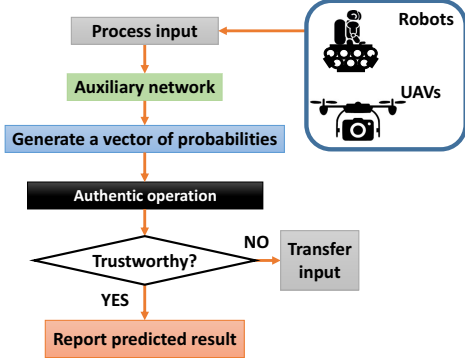 Process input
Robots
UAVs
Auxiliary network
Generate a vector of probabilities
Authentic operation
Trustworthy?
NO
Transfer
input
YES
Report predicted result